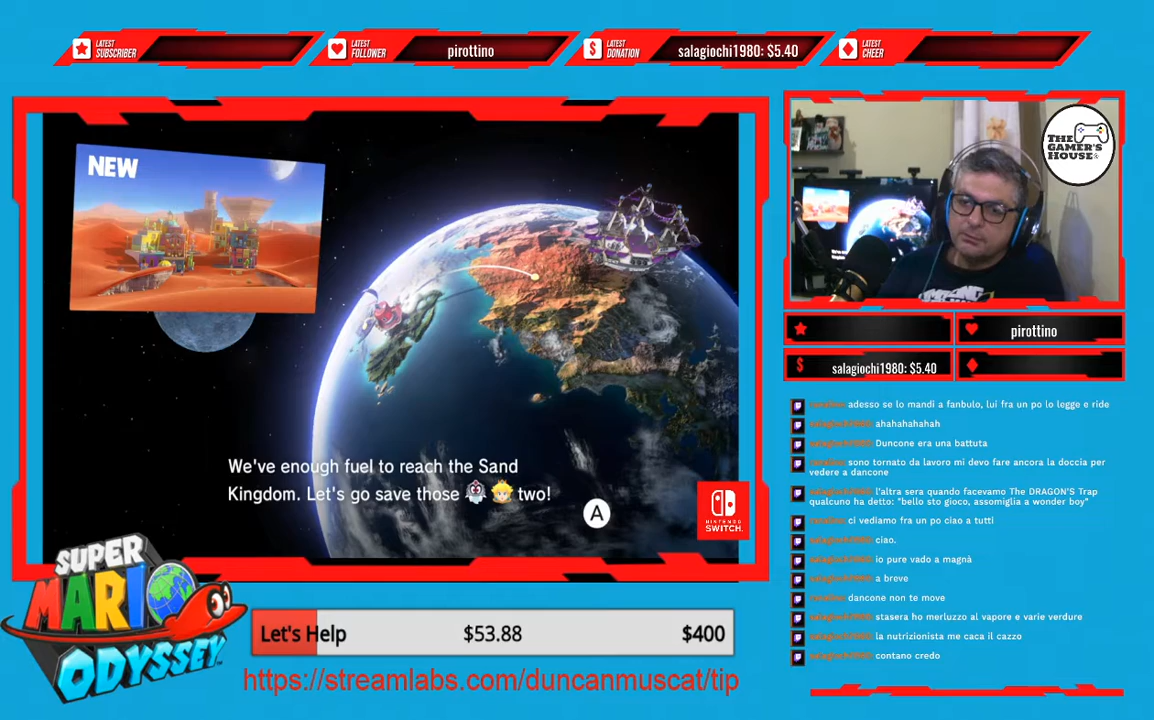 LATEST SUBSCRIBER
LATEST FOLLOWER
pirottino
LATEST DONATION
salagiochi1980: $5.40
LATEST CHEER
NEW
THE GAMER'S HOUSE
We've enough fuel to reach the Sand
Kingdom. Let's go save those two!
A
NINTENDO
SWITCH
pirottino
salagiochi1980: $5.40
adesso se lo mandi a fanbulo, lui fra un po lo legge e ride
ahahahahahah
Duncone era una battuta
sono tornato da lavoro mi devo fare ancora la doccia per
vedere a dancone
l'altra sera quando facevamo The DRAGON'S Trap
qualcuno ha detto: "bello sto gioco, assomiglia a wonder boy"
ci vediamo fra un po ciao a tutti
ciao.
io pure vado a magnà
a breve
dancone non te move
stasera ho merluzzo al vapore e varie verdure
la nutrizionista me caca il cazzo
contano credo
SUPER
MARIO
ODYSSEY
Let's Help $53.88 $400
https://streamlabs.com/duncanmuscat/tip